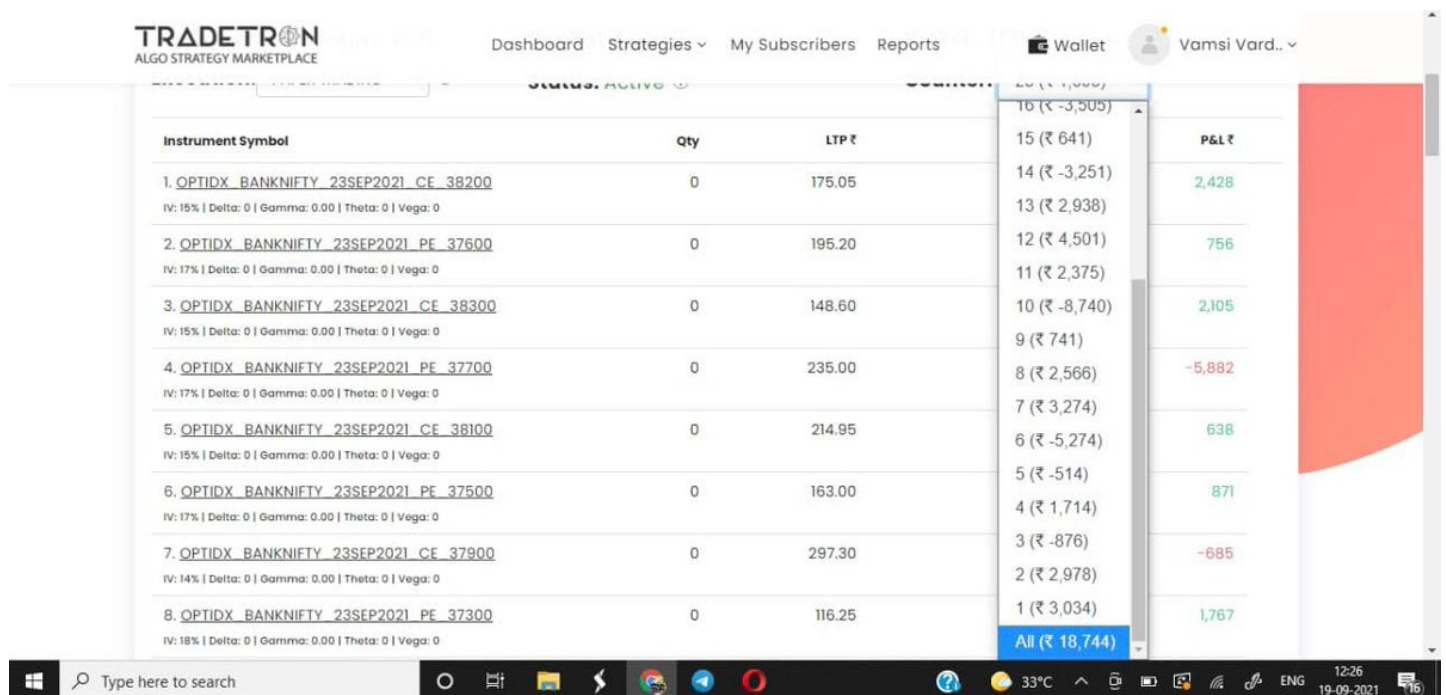 TRADETRON
ALGO STRATEGY MARKETPLACE
Dashboard Strategies My Subscribers Reports Wallet Vamsi Vard..
Status: Active
Instrument Symbol Qty LTP ₹ P&L ₹
1. OPTIDX_BANKNIFTY_23SEP2021_CE_38200 0 175.05 2,428
IV: 15% | Delta: 0 | Gamma: 0.00 | Theta: 0 | Vega: 0
2. OPTIDX_BANKNIFTY_23SEP2021_PE_37600 0 195.20 756
IV: 17% | Delta: 0 | Gamma: 0.00 | Theta: 0 | Vega: 0
3. OPTIDX_BANKNIFTY_23SEP2021_CE_38300 0 148.60 2,105
IV: 15% | Delta: 0 | Gamma: 0.00 | Theta: 0 | Vega: 0
4. OPTIDX_BANKNIFTY_23SEP2021_PE_37700 0 235.00 -5,882
IV: 17% | Delta: 0 | Gamma: 0.00 | Theta: 0 | Vega: 0
5. OPTIDX_BANKNIFTY_23SEP2021_CE_38100 0 214.95 638
IV: 15% | Delta: 0 | Gamma: 0.00 | Theta: 0 | Vega: 0
6. OPTIDX_BANKNIFTY_23SEP2021_PE_37500 0 163.00 871
IV: 17% | Delta: 0 | Gamma: 0.00 | Theta: 0 | Vega: 0
7. OPTIDX_BANKNIFTY_23SEP2021_CE_37900 0 297.30 -685
IV: 14% | Delta: 0 | Gamma: 0.00 | Theta: 0 | Vega: 0
8. OPTIDX_BANKNIFTY_23SEP2021_PE_37300 0 116.25 1,767
IV: 18% | Delta: 0 | Gamma: 0.00 | Theta: 0 | Vega: 0
16 (₹ -3,505)
15 (₹ 641)
14 (₹ -3,251)
13 (₹ 2,938)
12 (₹ 4,501)
11 (₹ 2,375)
10 (₹ -8,740)
9 (₹ 741)
8 (₹ 2,566)
7 (₹ 3,274)
6 (₹ -5,274)
5 (₹ -514)
4 (₹ 1,714)
3 (₹ -876)
2 (₹ 2,978)
1 (₹ 3,034)
All (₹ 18,744)
Type here to search 33°C ENG 12:26
19-09-2021 16